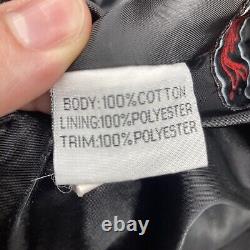 BODY:100%COTTON
LINING:100%POLYESTER
TRIM:100%POLYESTER